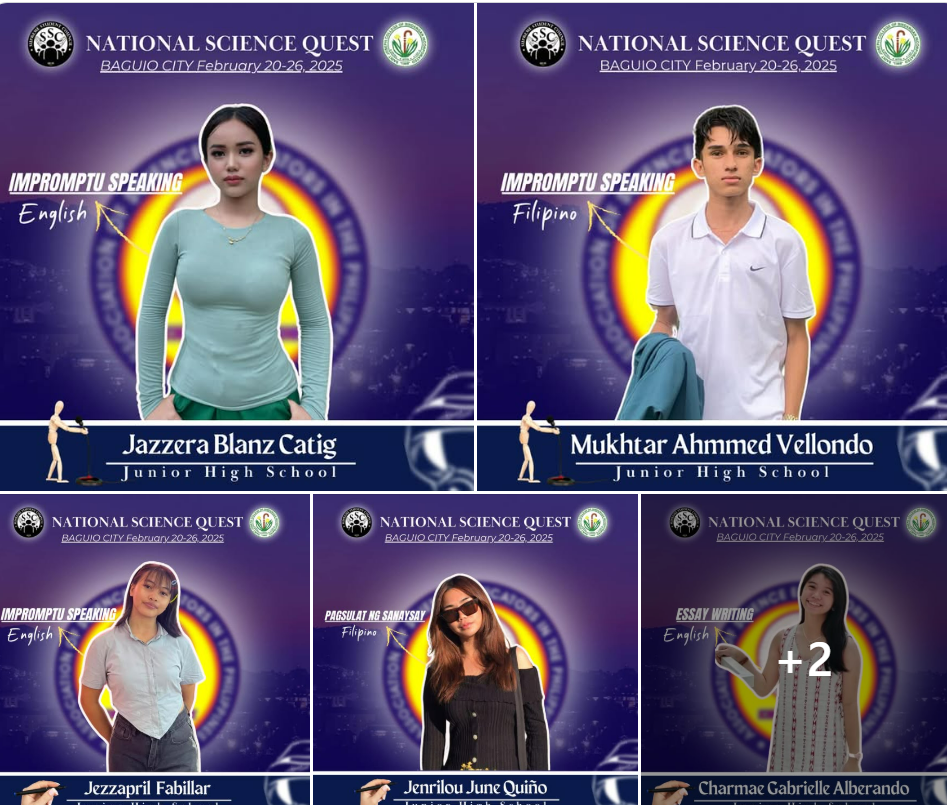 NATIONAL SCIENCE QUEST
BAGUIO CITY February 20-26, 2025
IMPROMPTU SPEAKING
English
Jazzera Blanz Catig
Junior High School
NATIONAL SCIENCE QUEST
BAGUIO CITY February 20-26, 2025
IMPROMPTU SPEAKING
Filipino
Mukhtar Ahmmed Vellondo
Junior High School
NATIONAL SCIENCE QUEST
BAGUIO CITY February 20-26, 2025
IMPROMPTU SPEAKING
English
Jezzapril Fabillar
NATIONAL SCIENCE QUEST
BAGUIO CITY February 20-26, 2025
PAGSULAT NG SANAYSAY
Filipino
Jenrilou June Quiño
NATIONAL SCIENCE QUEST
BAGUIO CITY February 20-26, 2025
ESSAY WRITING
English
+2
Charmae Gabrielle Alberando